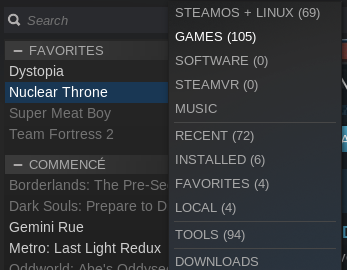 Search
— FAVORITES
Dystopia
Nuclear Throne
Super Meat Boy
Team Fortress 2
— COMMENCÉ
Borderlands: The Pre-Se
Dark Souls: Prepare to D
Gemini Rue
Metro: Last Light Redux
Oddworld: Abe's Oddyse
STEAMOS + LINUX (69)
GAMES (105)
SOFTWARE (0)
STEAMVR (0)
MUSIC
RECENT (72)
INSTALLED (6)
FAVORITES (4)
LOCAL (4)
TOOLS (94)
DOWNLOADS